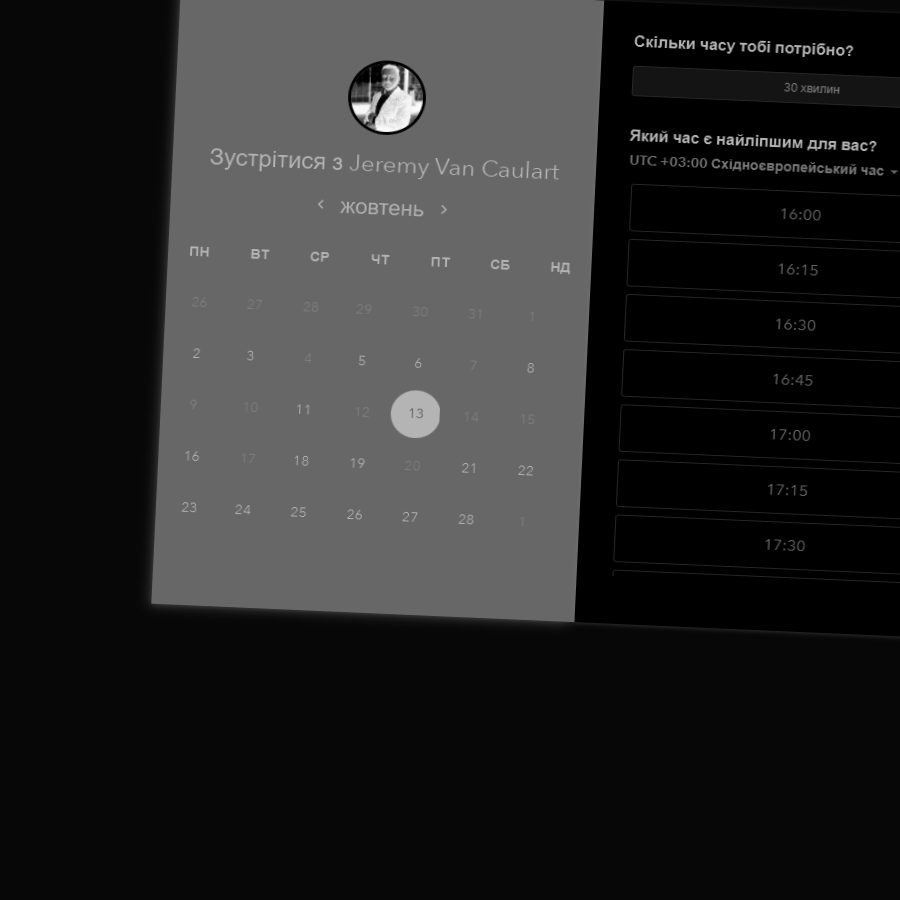 Зустрітися з Jeremy Van Caulart
жовтень
ПН ВТ СР ЧТ ПТ СБ НД
26 27 28 29 30 31 1
2 3 4 5 6 7 8
9 10 11 12 13 14 15
16 17 18 19 20 21 22
23 24 25 26 27 28 1
Скільки часу тобі потрібно?
30 хвилин
Який час є найліпшим для вас?
UTC +03:00 Східноєвропейський час
16:00
16:15
16:30
16:45
17:00
17:15
17:30